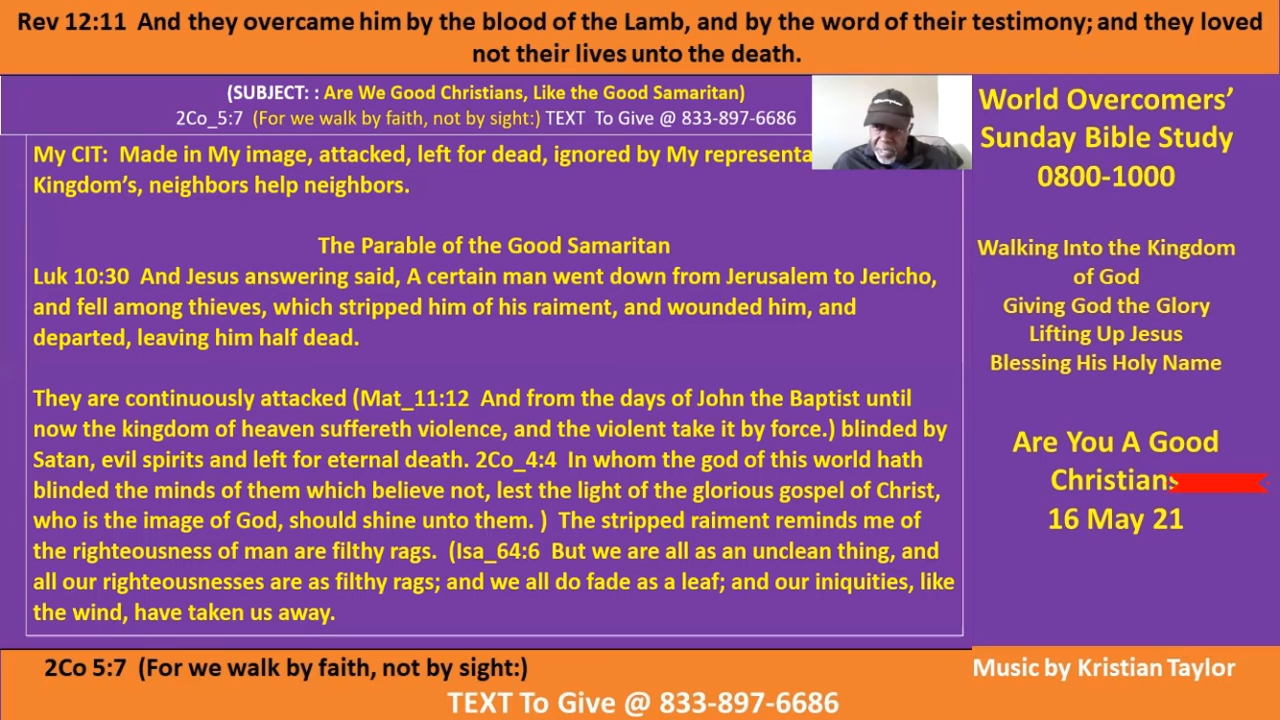 Rev 12:11  And they overcame him by the blood of the Lamb, and by the word of their testimony; and they loved
not their lives unto the death.
(SUBJECT: : Are We Good Christians, Like the Good Samaritan)
2Co_5:7  (For we walk by faith, not by sight:) TEXT  To Give @ 833-897-6686
My CIT:  Made in My image, attacked, left for dead, ignored by My
Kingdom's, neighbors help neighbors.
The Parable of the Good Samaritan
Luk 10:30  And Jesus answering said, A certain man went down from Jerusalem to Jericho,
and fell among thieves, which stripped him of his raiment, and wounded him, and
departed, leaving him half dead.
They are continuously attacked (Mat_11:12  And from the days of John the Baptist until
now the kingdom of heaven suffereth violence, and the violent take it by force.) blinded by
Satan, evil spirits and left for eternal death. 2Co_4:4  In whom the god of this world hath
blinded the minds of them which believe not, lest the light of the glorious gospel of Christ,
who is the image of God, should shine unto them. )  The stripped raiment reminds me of
the righteousness of man are filthy rags.  (Isa_64:6  But we are all as an unclean thing, and
all our righteousnesses are as filthy rags; and we all do fade as a leaf; and our iniquities, like
the wind, have taken us away.
World Overcomers'
Sunday Bible Study
0800-1000
Walking Into the Kingdom
of God
Giving God the Glory
Lifting Up Jesus
Blessing His Holy Name
Are You A Good
Christians
16 May 21
2Co 5:7  (For we walk by faith, not by sight:)
Music by Kristian Taylor
TEXT To Give @ 833-897-6686